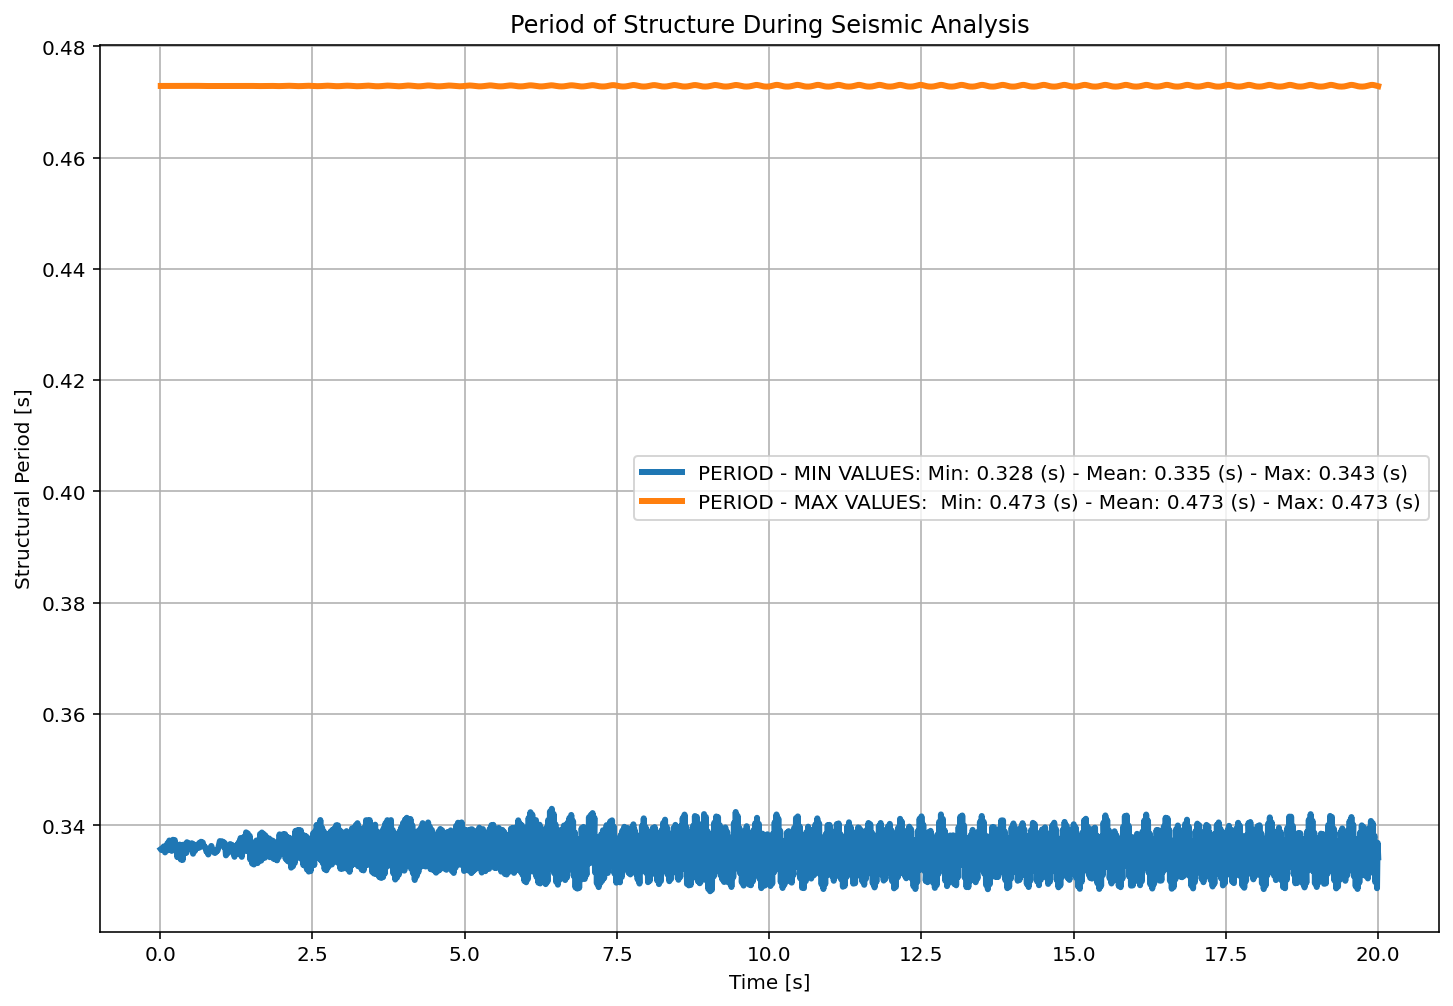 Period of Structure During Seismic Analysis
0.48
0.46
0.44
0.42
0.40
0.38
0.36
0.34
Structural Period [s]
PERIOD - MIN VALUES: Min: 0.328 (s) - Mean: 0.335 (s) - Max: 0.343 (s)
PERIOD - MAX VALUES:  Min: 0.473 (s) - Mean: 0.473 (s) - Max: 0.473 (s)
0.0 2.5 5.0 7.5 10.0 12.5 15.0 17.5 20.0
Time [s]